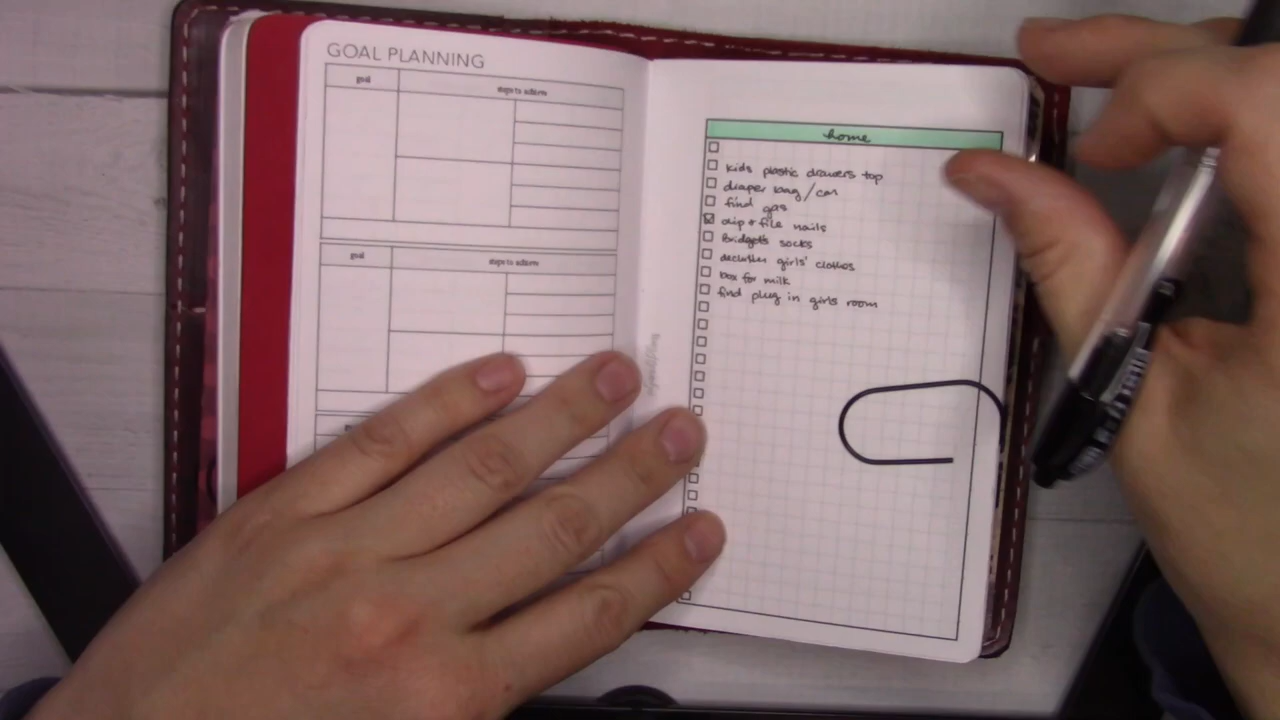 GOAL PLANNING
goal
steps to achieve
goal
steps to achieve
home
kids plastic drawers top
diaper bag/car
find gas
clip & file nails
Bridget's socks
declutter girls' clothes
box for milk
find plug in girls room